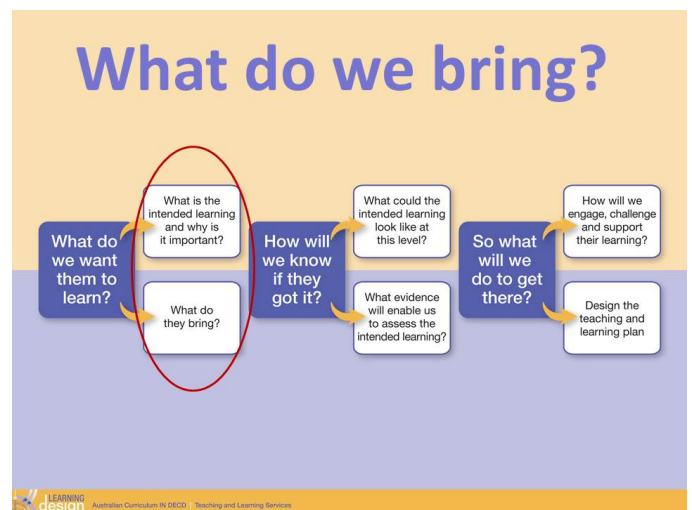 What do we bring?
What do
we want
them to
learn?
What is the
intended learning
and why is
it important?
What do
they bring?
How will
we know
if they
got it?
What could the
intended learning
look like at
this level?
What evidence
will enable us
to assess the
intended learning?
So what
will we
do to get
there?
How will we
engage, challenge
and support
their learning?
Design the
teaching and
learning plan
LEARNING
design
Australian Curriculum IN DECD | Teaching and Learning Services